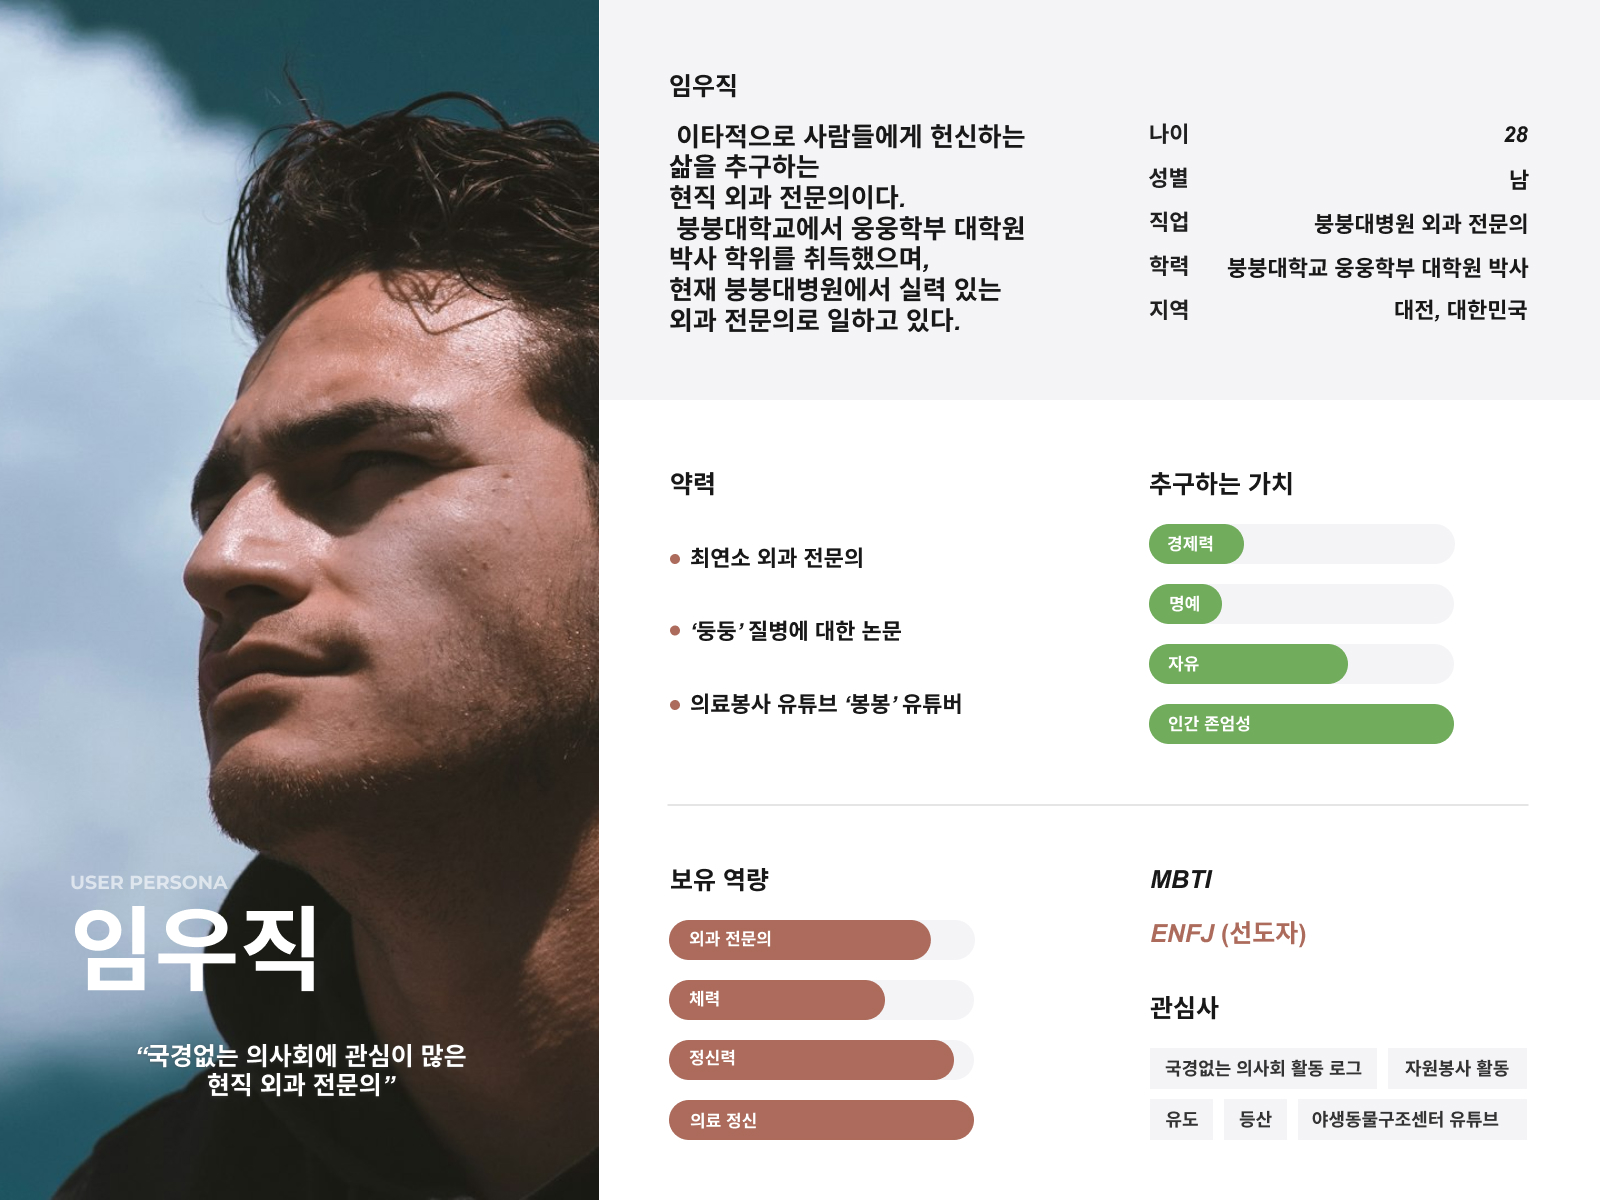 USER PERSONA
임우직
“국경없는 의사회에 관심이 많은
현직 외과 전문의”
임우직
이타적으로 사람들에게 헌신하는
삶을 추구하는
현직 외과 전문의이다.
붕붕대학교에서 웅웅학부 대학원
박사 학위를 취득했으며,
현재 붕붕대병원에서 실력 있는
외과 전문의로 일하고 있다.
나이 28
성별 남
직업 붕붕대병원 외과 전문의
학력 붕붕대학교 웅웅학부 대학원 박사
지역 대전, 대한민국
약력
최연소 외과 전문의
‘둥둥’ 질병에 대한 논문
의료봉사 유튜브 ‘봉봉’ 유튜버
추구하는 가치
경제력
명예
자유
인간 존엄성
보유 역량
외과 전문의
체력
정신력
의료 정신
MBTI
ENFJ (선도자)
관심사
국경없는 의사회 활동 로그 자원봉사 활동
유도 등산 야생동물구조센터 유튜브